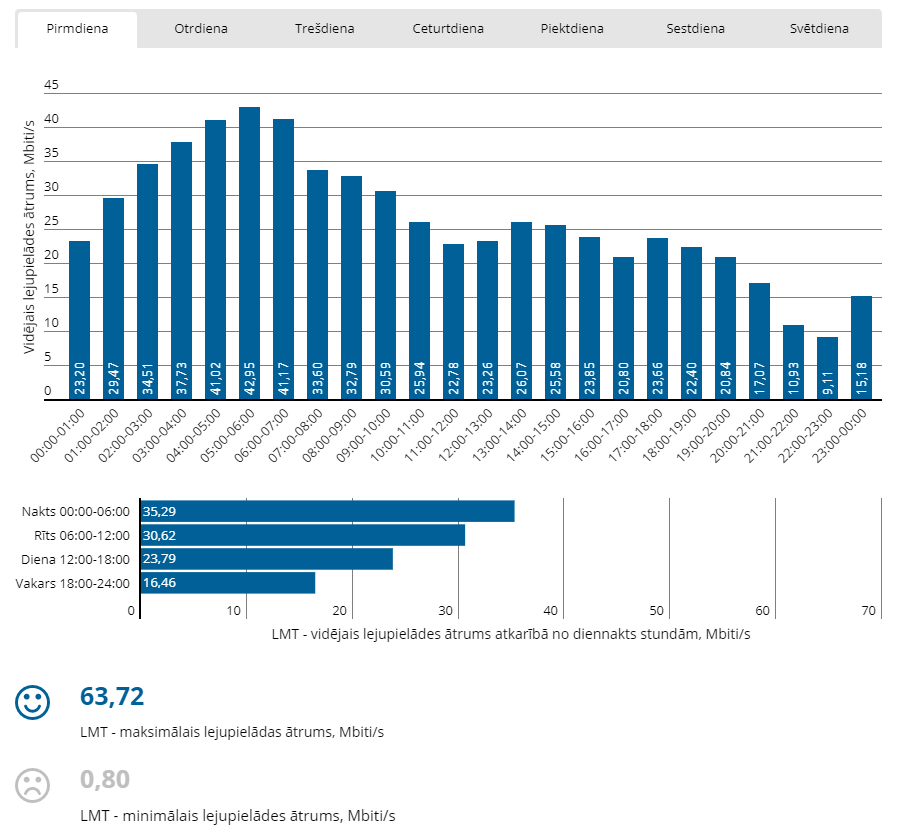 Pirmdiena Otrdiena Trešdiena Ceturtdiena Piektdiena Sestdiena Svētdiena
Vidējais lejupielādes ātrums, Mbiti/s
45
40
35
30
25
20
15
10
5
0
23,20 29,47 34,51 37,73 41,02 42,95 41,17 33,60 32,79 30,59 25,94 22,78 23,26 26,07 25,58 23,85 20,80 23,66 22,40 20,84 17,07 10,93 9,11 15,18
00:00-01:00 01:00-02:00 02:00-03:00 03:00-04:00 04:00-05:00 05:00-06:00 06:00-07:00 07:00-08:00 08:00-09:00 09:00-10:00 10:00-11:00 11:00-12:00 12:00-13:00 13:00-14:00 14:00-15:00 15:00-16:00 16:00-17:00 17:00-18:00 18:00-19:00 19:00-20:00 20:00-21:00 21:00-22:00 22:00-23:00 23:00-00:00
Nakts 00:00-06:00 35,29
Rīts 06:00-12:00 30,62
Diena 12:00-18:00 23,79
Vakars 18:00-24:00 16,46
0 10 20 30 40 50 60 70
LMT - vidējais lejupielādes ātrums atkarībā no diennakts stundām, Mbiti/s
63,72
LMT - maksimālais lejupielādas ātrums, Mbiti/s
0,80
LMT - minimālais lejupielādes ātrums, Mbiti/s